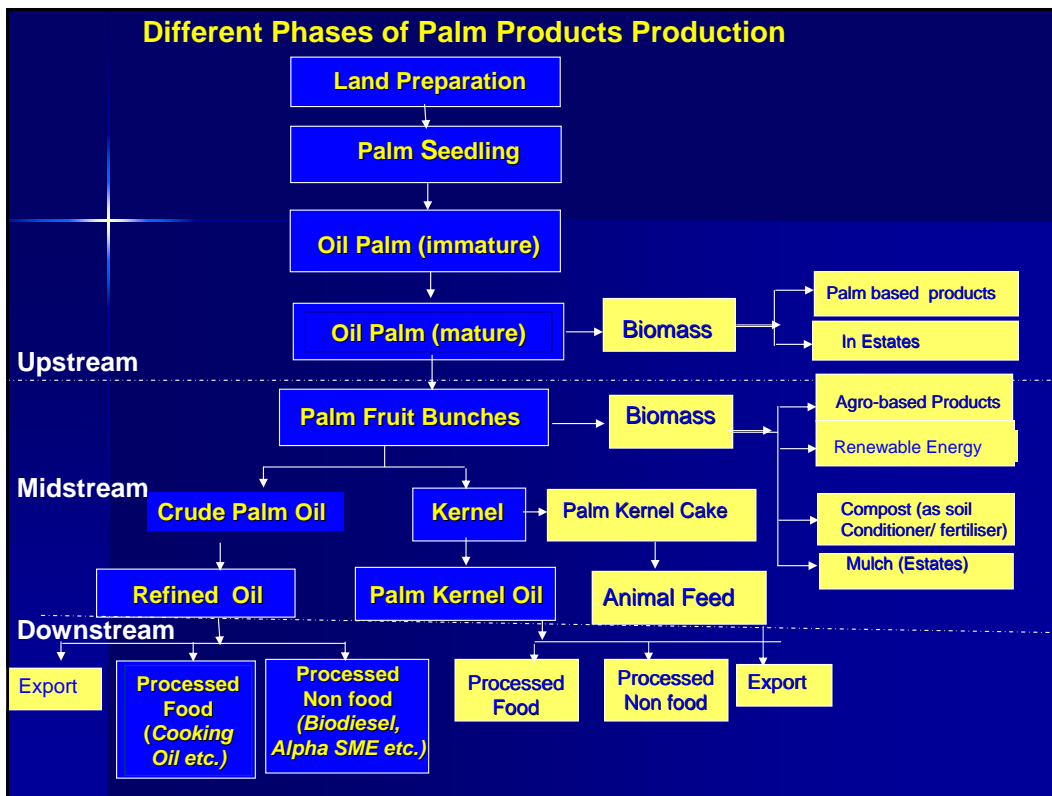 Different Phases of Palm Products Production
Land Preparation
Palm Seedling
Oil Palm (immature)
Oil Palm (mature)
Biomass
Palm based products
In Estates
Upstream
Palm Fruit Bunches
Biomass
Agro-based Products
Renewable Energy
Midstream
Crude Palm Oil
Kernel
Palm Kernel Cake
Compost (as soil
Conditioner/ fertiliser)
Mulch (Estates)
Refined Oil
Palm Kernel Oil
Animal Feed
Downstream
Export
Processed
Food
(Cooking
Oil etc.)
Processed
Non food
(Biodiesel,
Alpha SME etc.)
Processed
Food
Processed
Non food
Export